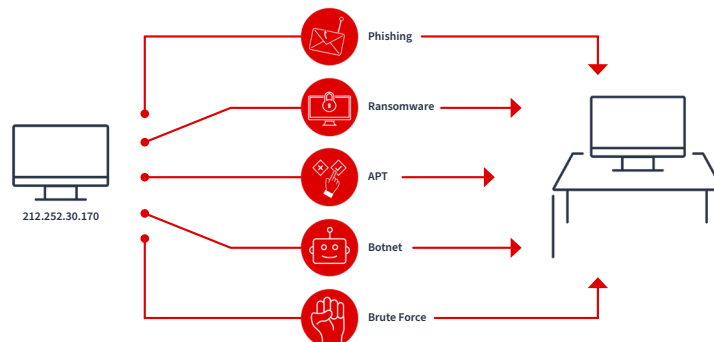 Phishing
Ransomware
APT
212.252.30.170
Botnet
Brute Force